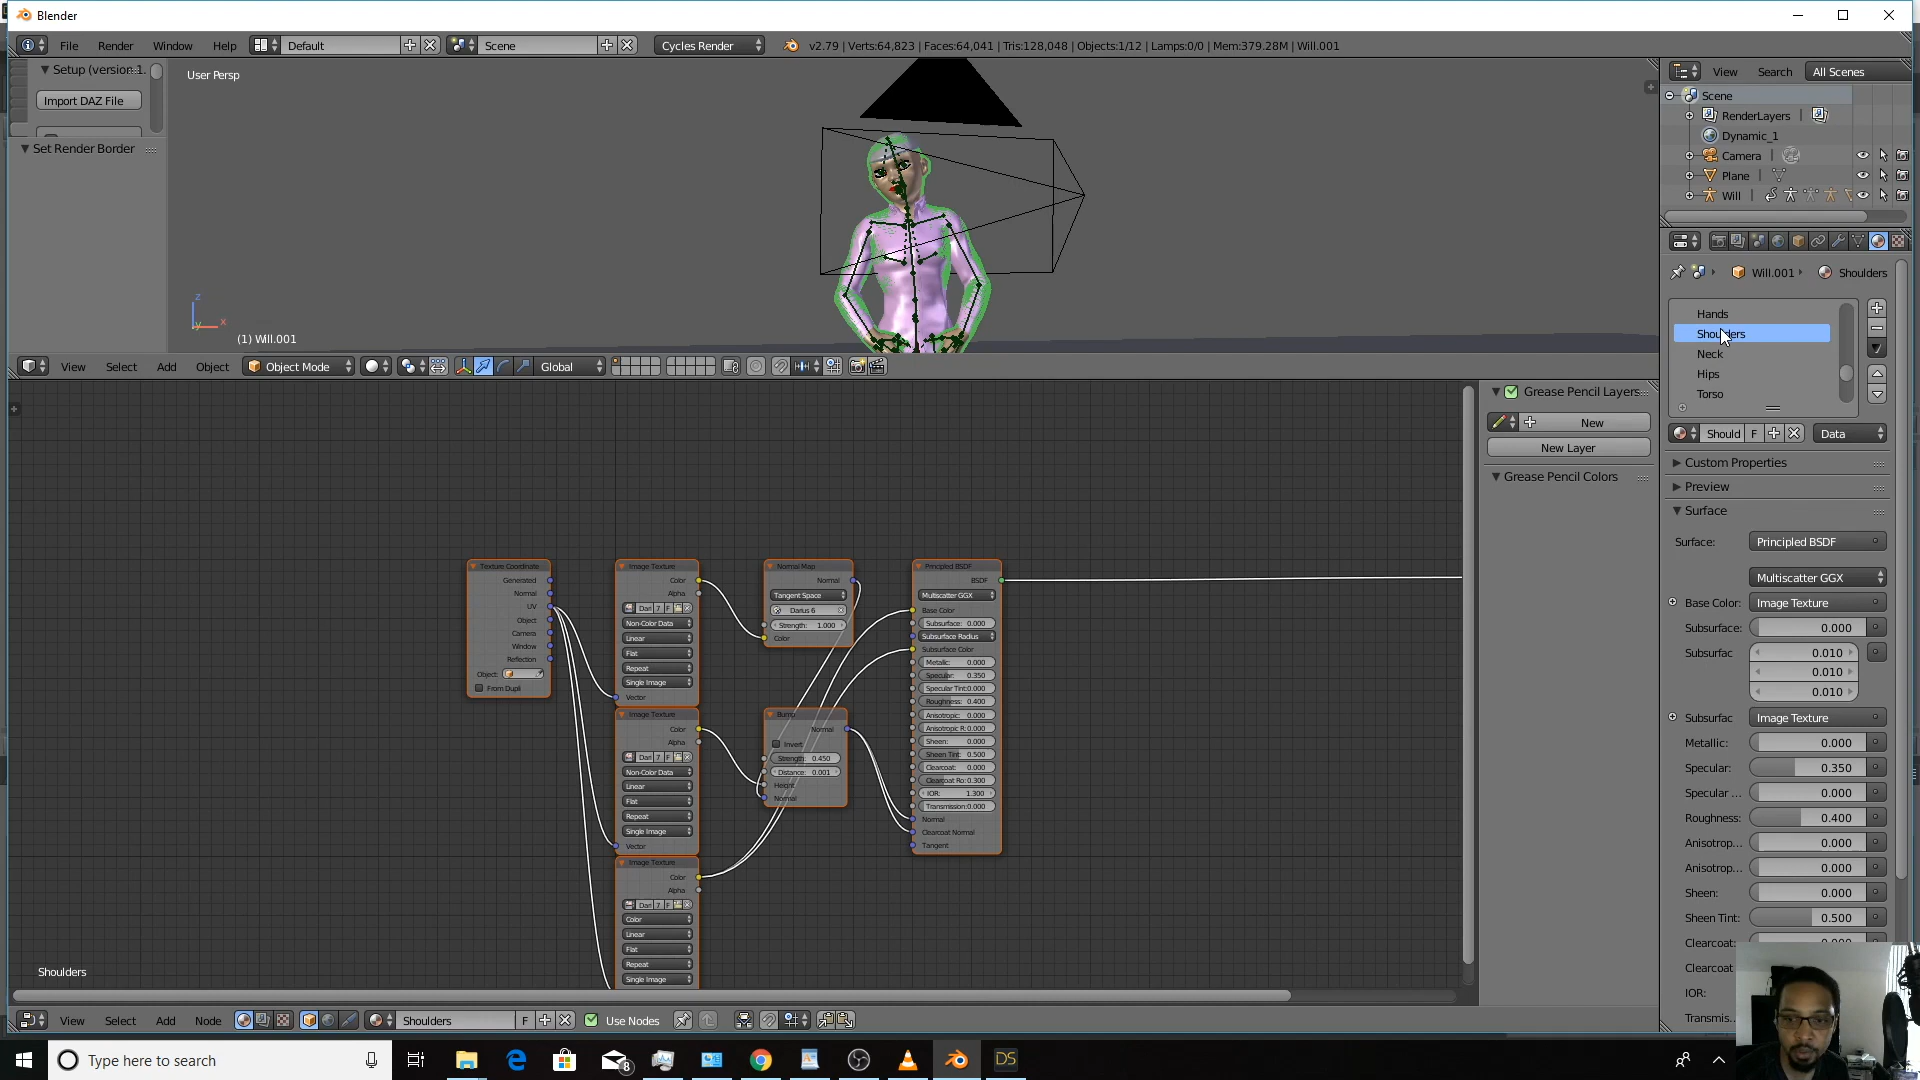 Blender
File Render Window Help Default Scene Cycles Render v2.79 | Verts:64,823 | Faces:64,041 | Tris:128,048 | Objects:1/12 | Lamps:0/0 | Mem:379.28M | Will.001
Setup (version:1.
Import DAZ File
Set Render Border
User Persp
z
x
y
(1) Will.001
View Search All Scenes
Scene
RenderLayers |
Dynamic_1
Camera |
Plane |
Will |
Will.001 Shoulders
Hands
Shoulders
Neck
Hips
Torso
Should F Data
Custom Properties
Preview
Surface
Surface: Principled BSDF
Multiscatter GGX
Base Color: Image Texture
Subsurface: 0.000
Subsurfac 0.010
0.010
0.010
Subsurfac Image Texture
Metallic: 0.000
Specular: 0.350
Specular ... 0.000
Roughness: 0.400
Anisotrop... 0.000
Anisotrop... 0.000
Sheen: 0.000
Sheen Tint: 0.500
Clearcoat: 0.000
Clearcoat
IOR:
Transmis...
View Select Add Object Object Mode Global
Grease Pencil Layers
New
New Layer
Grease Pencil Colors
Texture Coordinate
Generated
Normal
UV
Object
Camera
Window
Reflection
Object:
From Dupli
Image Texture
Color
Alpha
Dari 7 F
Non-Color Data
Linear
Flat
Repeat
Single Image
Vector
Image Texture
Color
Alpha
Dari 7 F
Non-Color Data
Linear
Flat
Repeat
Single Image
Vector
Image Texture
Color
Alpha
Dari 7 F
Color
Linear
Flat
Repeat
Single Image
Normal Map
Normal
Tangent Space
Darius 6
Strength: 1.000
Color
Bump
Normal
Invert
Strength: 0.450
Distance: 0.001
Height
Normal
Principled BSDF
BSDF
Multiscatter GGX
Base Color
Subsurface: 0.000
Subsurface Radius
Subsurface Color
Metallic: 0.000
Specular: 0.350
Specular Tint:0.000
Roughness: 0.400
Anisotropic: 0.000
Anisotropic R:0.000
Sheen: 0.000
Sheen Tint: 0.500
Clearcoat: 0.000
Clearcoat Ro:0.300
IOR: 1.300
Transmission:0.000
Normal
Clearcoat Normal
Tangent
Shoulders
View Select Add Node Shoulders F Use Nodes
Type here to search 8 DS